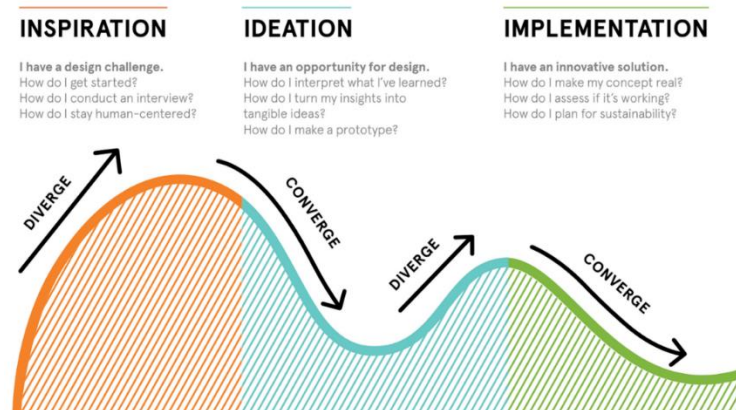 INSPIRATION
I have a design challenge.
How do I get started?
How do I conduct an interview?
How do I stay human-centered?
IDEATION
I have an opportunity for design.
How do I interpret what I've learned?
How do I turn my insights into
tangible ideas?
How do I make a prototype?
IMPLEMENTATION
I have an innovative solution.
How do I make my concept real?
How do I assess if it's working?
How do I plan for sustainability?
DIVERGE
CONVERGE
DIVERGE
CONVERGE